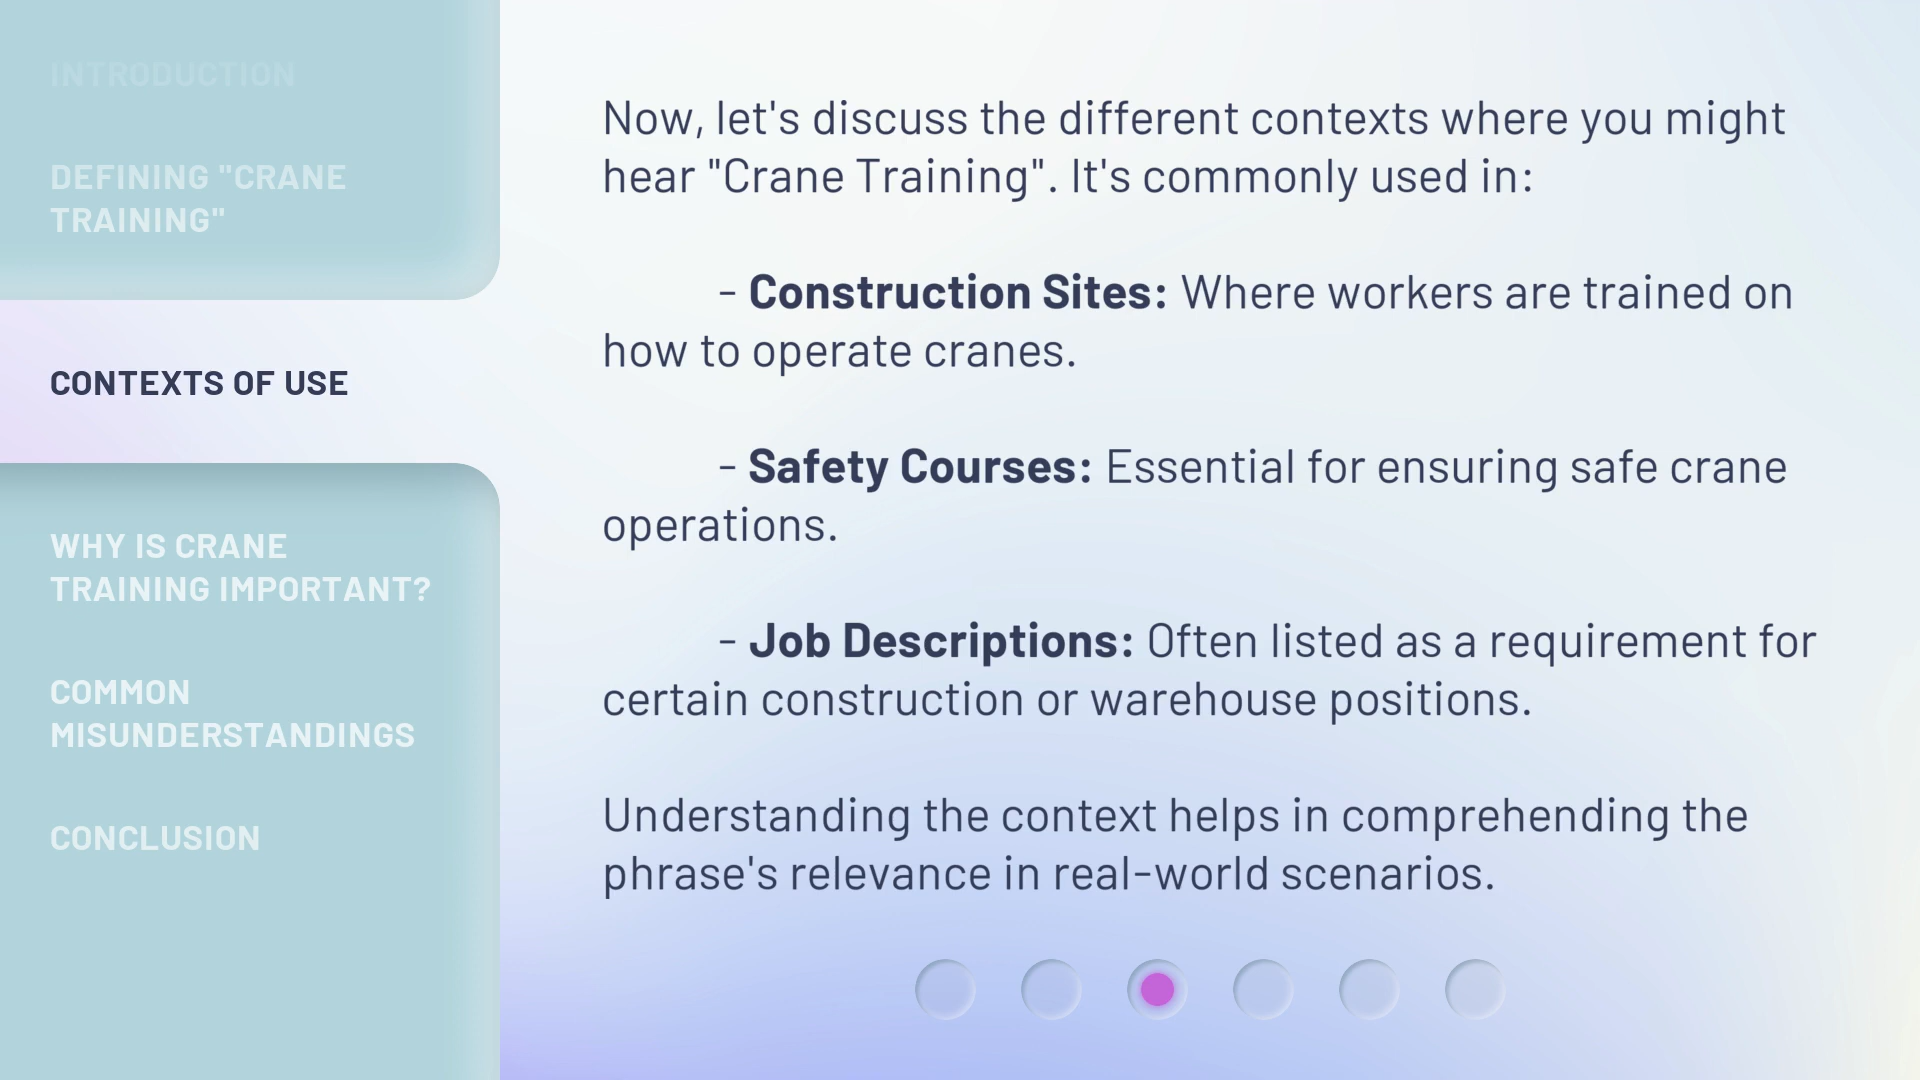 INTRODUCTION
DEFINING "CRANE
TRAINING"
CONTEXTS OF USE
WHY IS CRANE
TRAINING IMPORTANT?
COMMON
MISUNDERSTANDINGS
CONCLUSION
Now, let's discuss the different contexts where you might
hear "Crane Training". It's commonly used in:
- Construction Sites: Where workers are trained on
how to operate cranes.
- Safety Courses: Essential for ensuring safe crane
operations.
- Job Descriptions: Often listed as a requirement for
certain construction or warehouse positions.
Understanding the context helps in comprehending the
phrase's relevance in real-world scenarios.